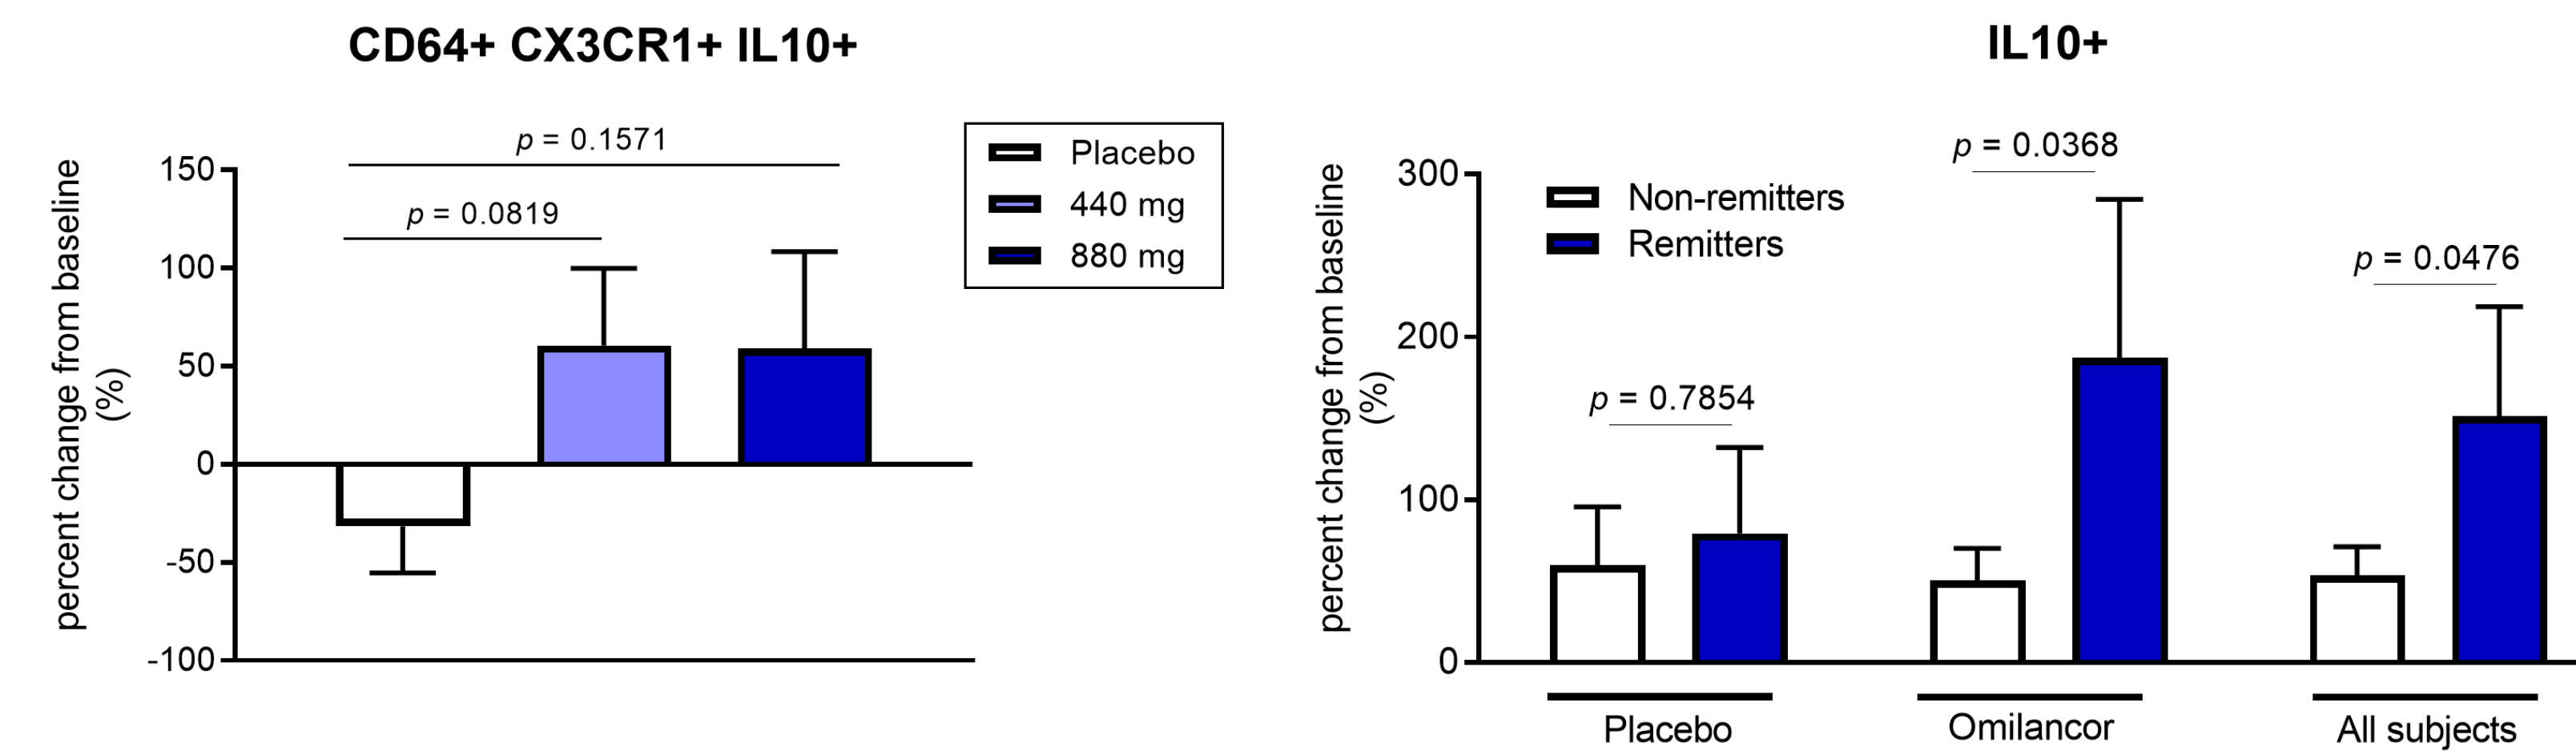 CD64+ CX3CR1+ IL10+
p = 0.1571
p = 0.0819
percent change from baseline
(%)
150
100
50
0
-50
-100
Placebo
440 mg
880 mg
IL10+
p = 0.0368
p = 0.0476
p = 0.7854
percent change from baseline
(%)
300
200
100
0
Non-remitters
Remitters
Placebo
Omilancor
All subjects